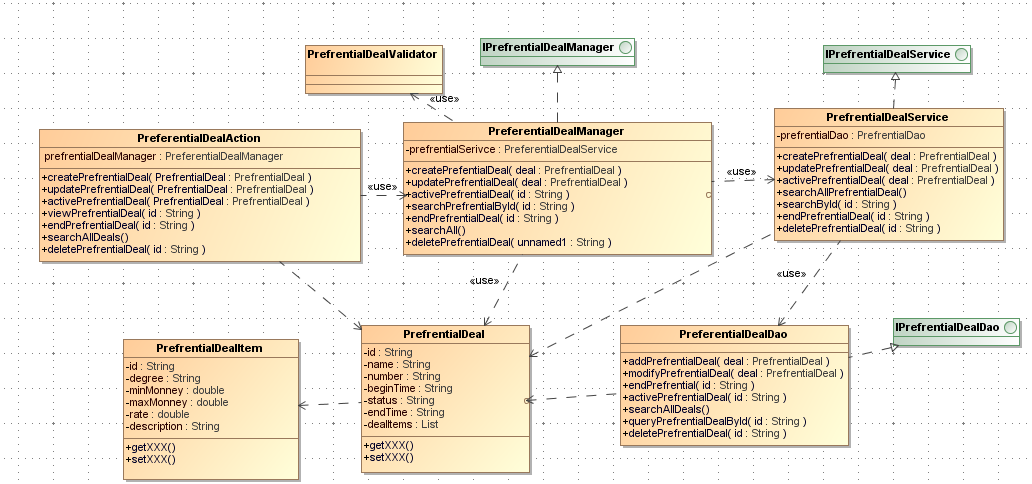 PrefrentialDealValidator
IPrefrentialDealManager
IPrefrentialDealService
«use»
PreferentialDealAction
prefrentialDealManager : PreferentialDealManager
+createPrefrentialDeal( PrefrentialDeal : PrefrentialDeal )
+updatePrefrentialDeal( PrefrentialDeal : PrefrentialDeal )
+activePrefrentialDeal( PrefrentialDeal : PrefrentialDeal )
+viewPrefrentialDeal( id : String )
+endPrefrentialDeal( id : String )
+searchAllDeals()
+deletePrefrentialDeal( id : String )
«use»
PreferentialDealManager
-prefrentialSerivce : PreferentialDealService
+createPrefrentialDeal( deal : PrefrentialDeal )
+updatePrefrentialDeal( deal : PrefrentialDeal )
+activePrefrentialDeal( id : String )
+searchPrefrentialById( id : String )
+endPrefrentialDeal( id : String )
+searchAll()
+deletePrefrentialDeal( unnamed1 : String )
«use»
PreferentialDealService
-prefrentialDao : PrefrentialDao
+createPrefrentialDeal( deal : PrefrentialDeal )
+updatePrefrentialDeal( deal : PrefrentialDeal )
+activePrefrentialDeal( deal : PrefrentialDeal )
+searchAllPrefrentialDeal()
+searchById( id : String )
+endPrefrentialDeal( id : String )
+deletePrefrentialDeal( id : String )
«use»
«use»
PrefrentialDealItem
-id : String
-degree : String
-minMonney : double
-maxMonney : double
-rate : double
-description : String
+getXXX()
+setXXX()
PrefrentialDeal
-id : String
-name : String
-number : String
-beginTime : String
-status : String
-endTime : String
-dealItems : List
+getXXX()
+setXXX()
PreferentialDealDao
+addPrefrentialDeal( deal : PrefrentialDeal )
+modifyPrefrentialDeal( deal : PrefrentialDeal )
+endPrefrential( id : String )
+activePrefrentialDeal( id : String )
+searchAllDeals()
+queryPrefrentialDealById( id : String )
+deletePrefrentialDeal( id : String )
IPrefrentialDealDao